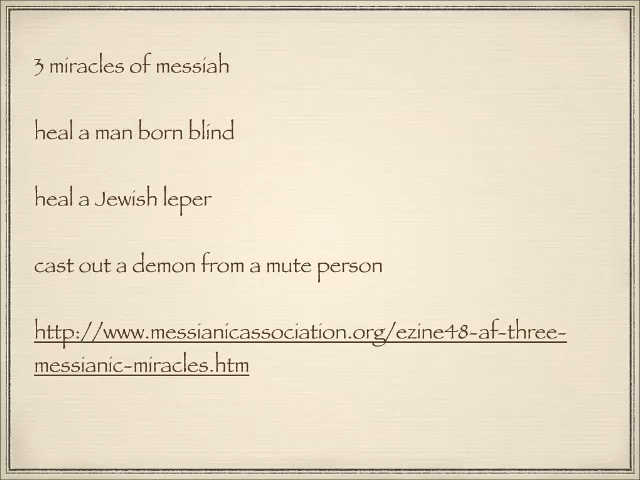 3 miracles of messiah
heal a man born blind
heal a Jewish leper
cast out a demon from a mute person
http://www.messianicassociation.org/ezine48-af-three-
messianic-miracles.htm